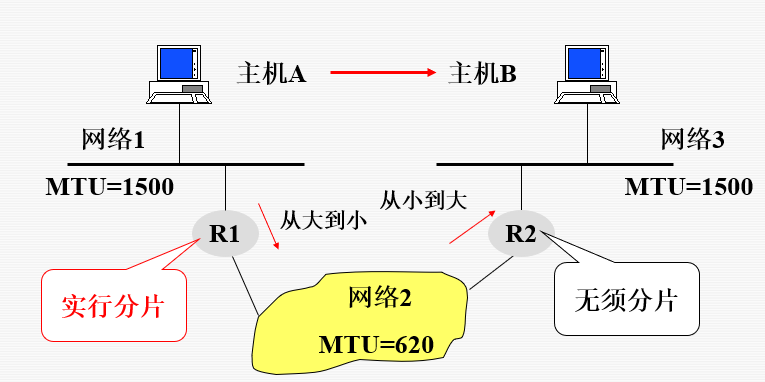 主机A
主机B
网络1
网络3
MTU=1500
MTU=1500
从大到小
从小到大
R1
R2
实行分片
网络2
无须分片
MTU=620